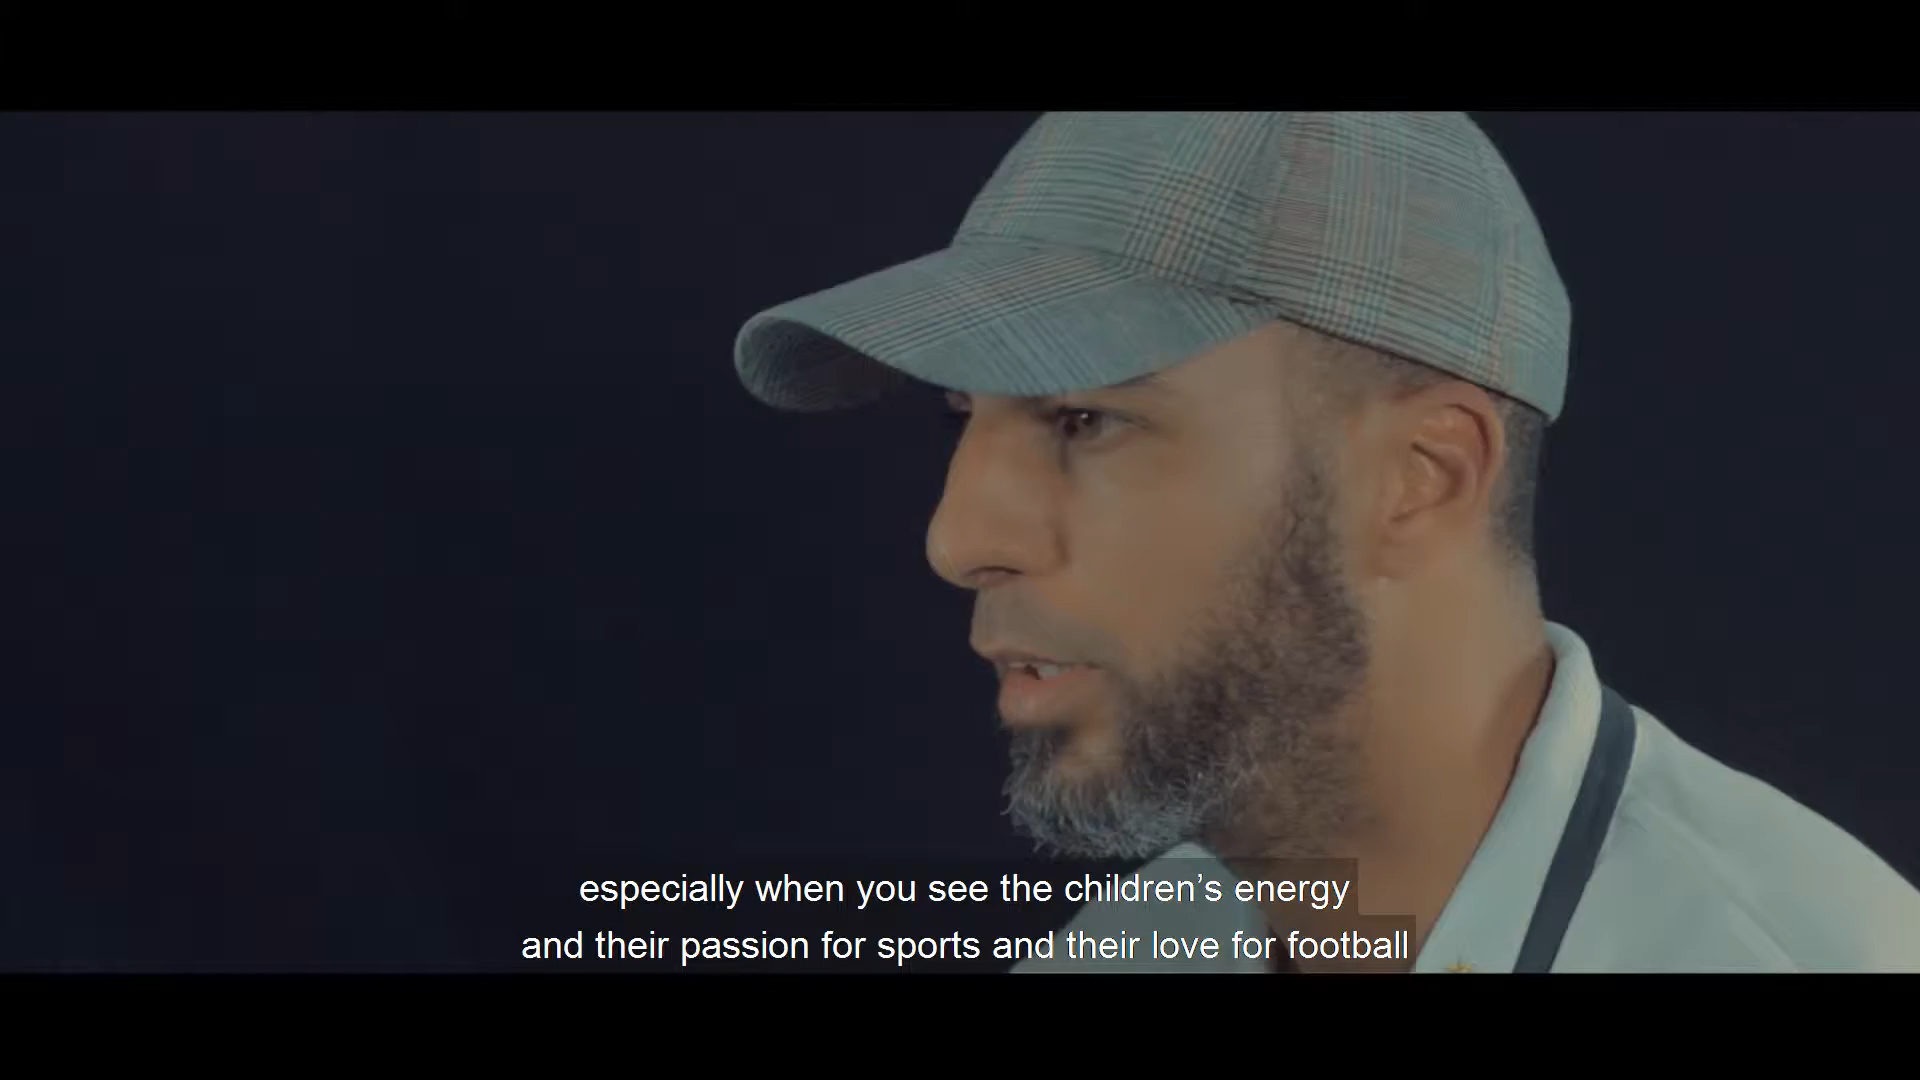 especially when you see the children’s energy
and their passion for sports and their love for football